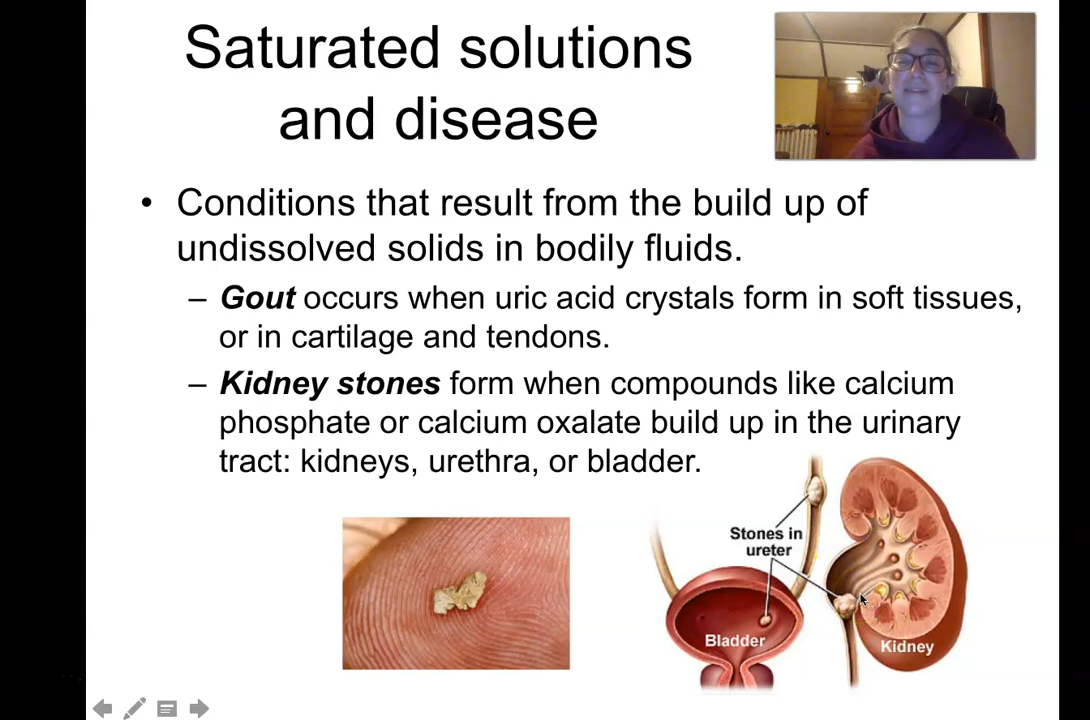 Saturated solutions
and disease
• Conditions that result from the build up of
undissolved solids in bodily fluids.
– Gout occurs when uric acid crystals form in soft tissues,
or in cartilage and tendons.
– Kidney stones form when compounds like calcium
phosphate or calcium oxalate build up in the urinary
tract: kidneys, urethra, or bladder.
Stones in
ureter
Bladder
Kidney